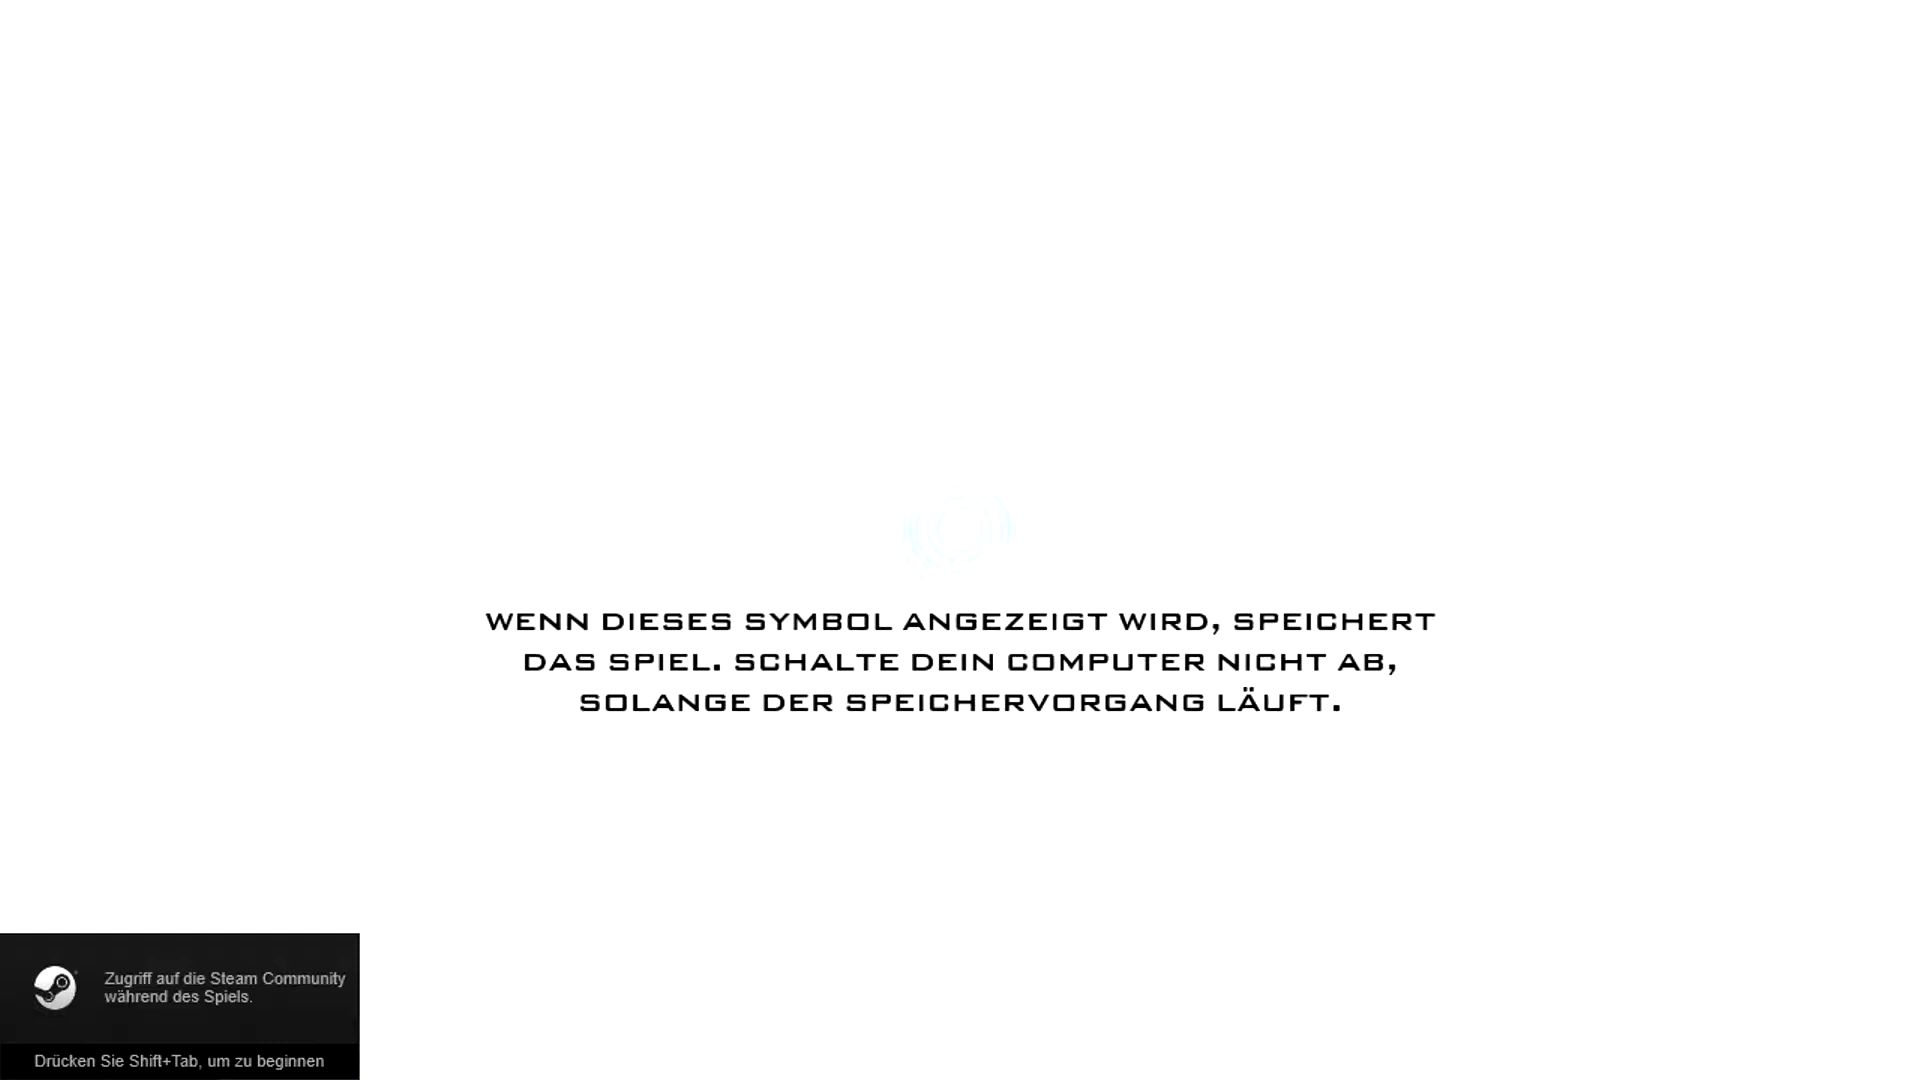 WENN DIESES SYMBOL ANGEZEIGT WIRD, SPEICHERT
DAS SPIEL. SCHALTE DEIN COMPUTER NICHT AB,
SOLANGE DER SPEICHERVORGANG LÄUFT.
Zugriff auf die Steam Community
während des Spiels.
Drücken Sie Shift+Tab, um zu beginnen